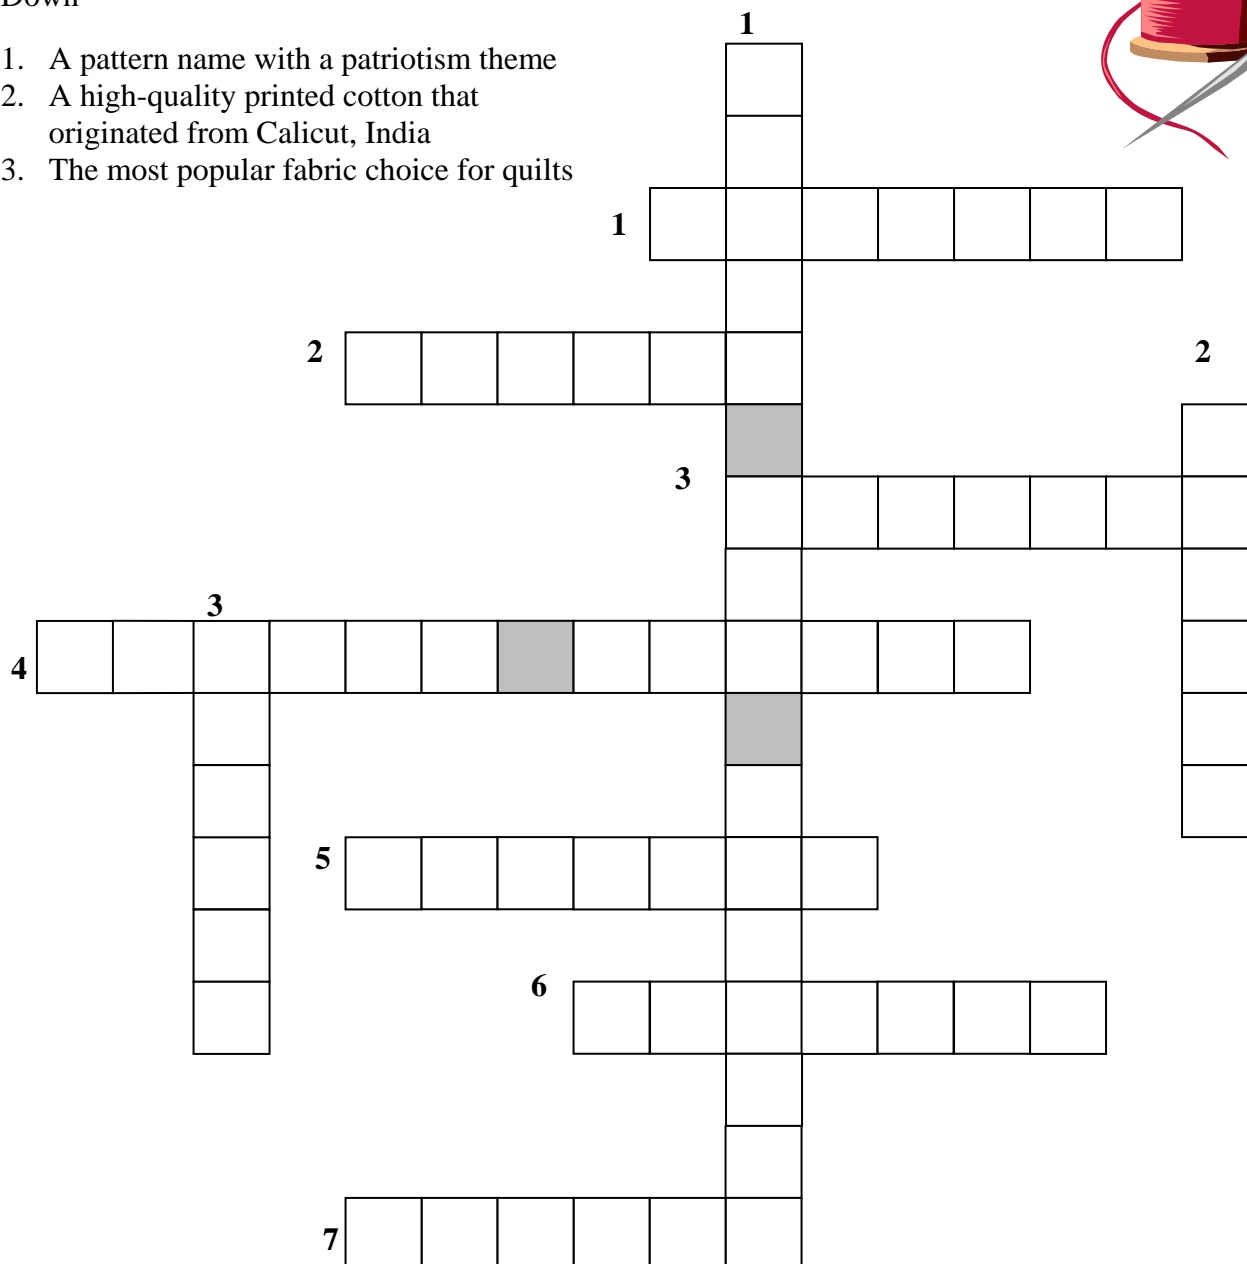 Down
1. A pattern name with a patriotism theme
2. A high-quality printed cotton that
originated from Calicut, India
3. The most popular fabric choice for quilts
1
1
2
2
3
3
4
5
6
7